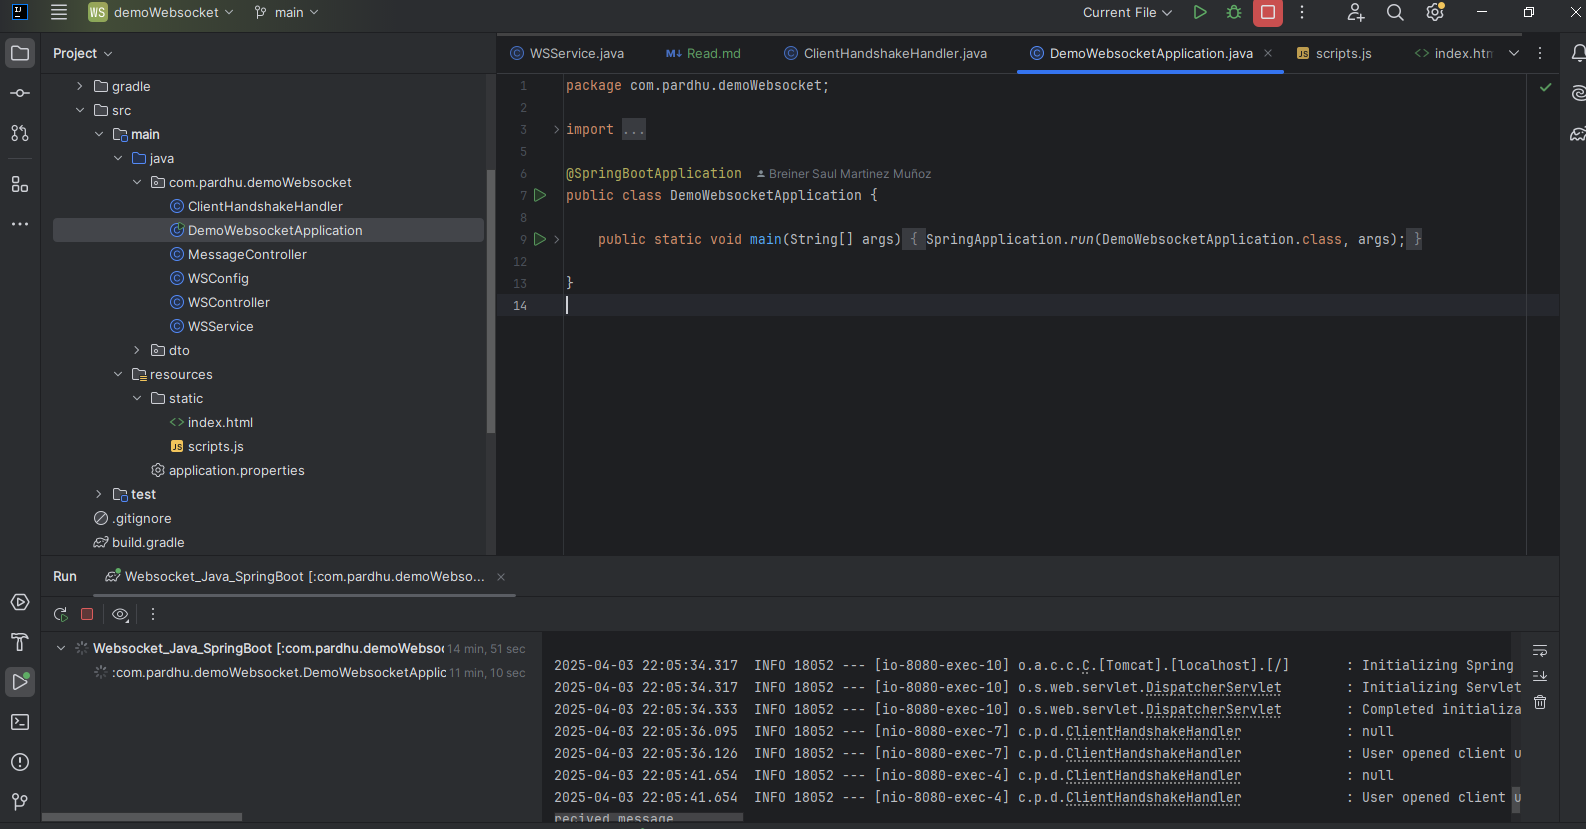 WS demoWebsocket main Current File
Project
WSService.java Read.md ClientHandshakeHandler.java DemoWebsocketApplication.java JS scripts.js <> index.htm
gradle
src
main
java
com.pardhu.demoWebsocket
ClientHandshakeHandler
DemoWebsocketApplication
MessageController
WSConfig
WSController
WSService
dto
resources
static
<> index.html
JS scripts.js
application.properties
test
.gitignore
build.gradle
1 package com.pardhu.demoWebsocket;
2
3 import ...
5
6 @SpringBootApplication Breiner Saul Martinez Muñoz
7 public class DemoWebsocketApplication {
8
9 public static void main(String[] args) { SpringApplication.run(DemoWebsocketApplication.class, args); }
12
13 }
14
Run Websocket_Java_SpringBoot [:com.pardhu.demoWebso...
Websocket_Java_SpringBoot [:com.pardhu.demoWebsoc 14 min, 51 sec
:com.pardhu.demoWebsocket.DemoWebsocketApplic 11 min, 10 sec
2025-04-03 22:05:34.317 INFO 18052 --- [io-8080-exec-10] o.a.c.c.C.[Tomcat].[localhost].[/] : Initializing Spring
2025-04-03 22:05:34.317 INFO 18052 --- [io-8080-exec-10] o.s.web.servlet.DispatcherServlet : Initializing Servlet
2025-04-03 22:05:34.333 INFO 18052 --- [io-8080-exec-10] o.s.web.servlet.DispatcherServlet : Completed initializa
2025-04-03 22:05:36.095 INFO 18052 --- [nio-8080-exec-7] c.p.d.ClientHandshakeHandler : null
2025-04-03 22:05:36.126 INFO 18052 --- [nio-8080-exec-7] c.p.d.ClientHandshakeHandler : User opened client u
2025-04-03 22:05:41.654 INFO 18052 --- [nio-8080-exec-4] c.p.d.ClientHandshakeHandler : null
2025-04-03 22:05:41.654 INFO 18052 --- [nio-8080-exec-4] c.p.d.ClientHandshakeHandler : User opened client u
recived message